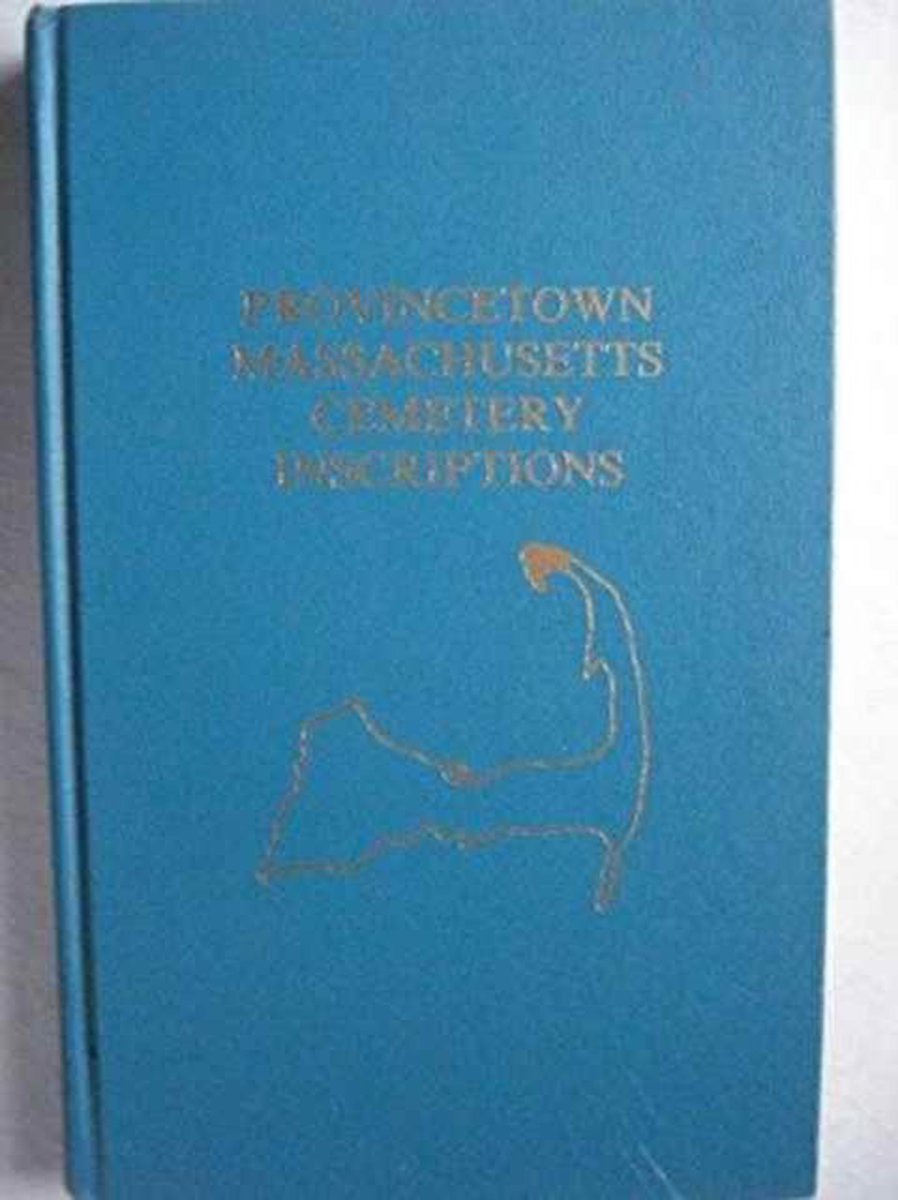 PROVINCETOWN
MASSACHUSETTS
CEMETERY
INSCRIPTIONS